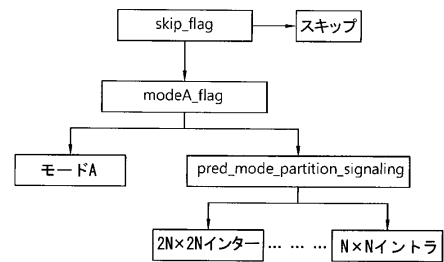 skip_flag
スキップ
modeA_flag
モードA
pred_mode_partition_signaling
2N×2Nインター
... ... ...
N×Nイントラ